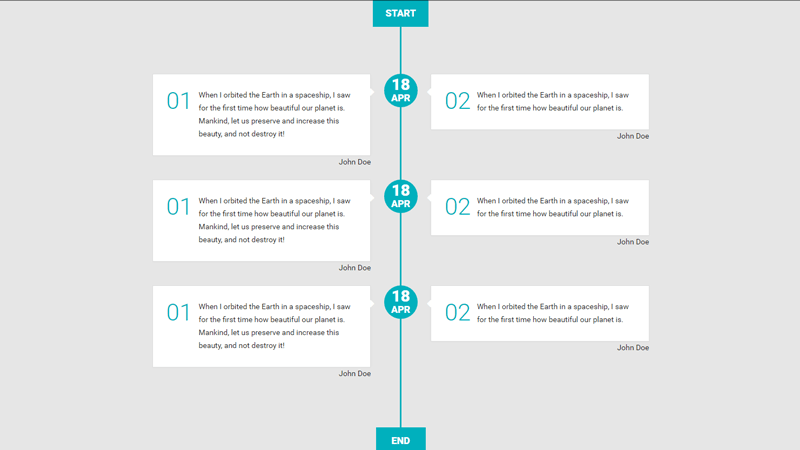 START
01
When I orbited the Earth in a spaceship, I saw
for the first time how beautiful our planet is.
Mankind, let us preserve and increase this
beauty, and not destroy it!
John Doe
18
APR
02
When I orbited the Earth in a spaceship, I saw
for the first time how beautiful our planet is.
John Doe
01
When I orbited the Earth in a spaceship, I saw
for the first time how beautiful our planet is.
Mankind, let us preserve and increase this
beauty, and not destroy it!
John Doe
18
APR
02
When I orbited the Earth in a spaceship, I saw
for the first time how beautiful our planet is.
John Doe
01
When I orbited the Earth in a spaceship, I saw
for the first time how beautiful our planet is.
Mankind, let us preserve and increase this
beauty, and not destroy it!
John Doe
18
APR
02
When I orbited the Earth in a spaceship, I saw
for the first time how beautiful our planet is.
John Doe
END